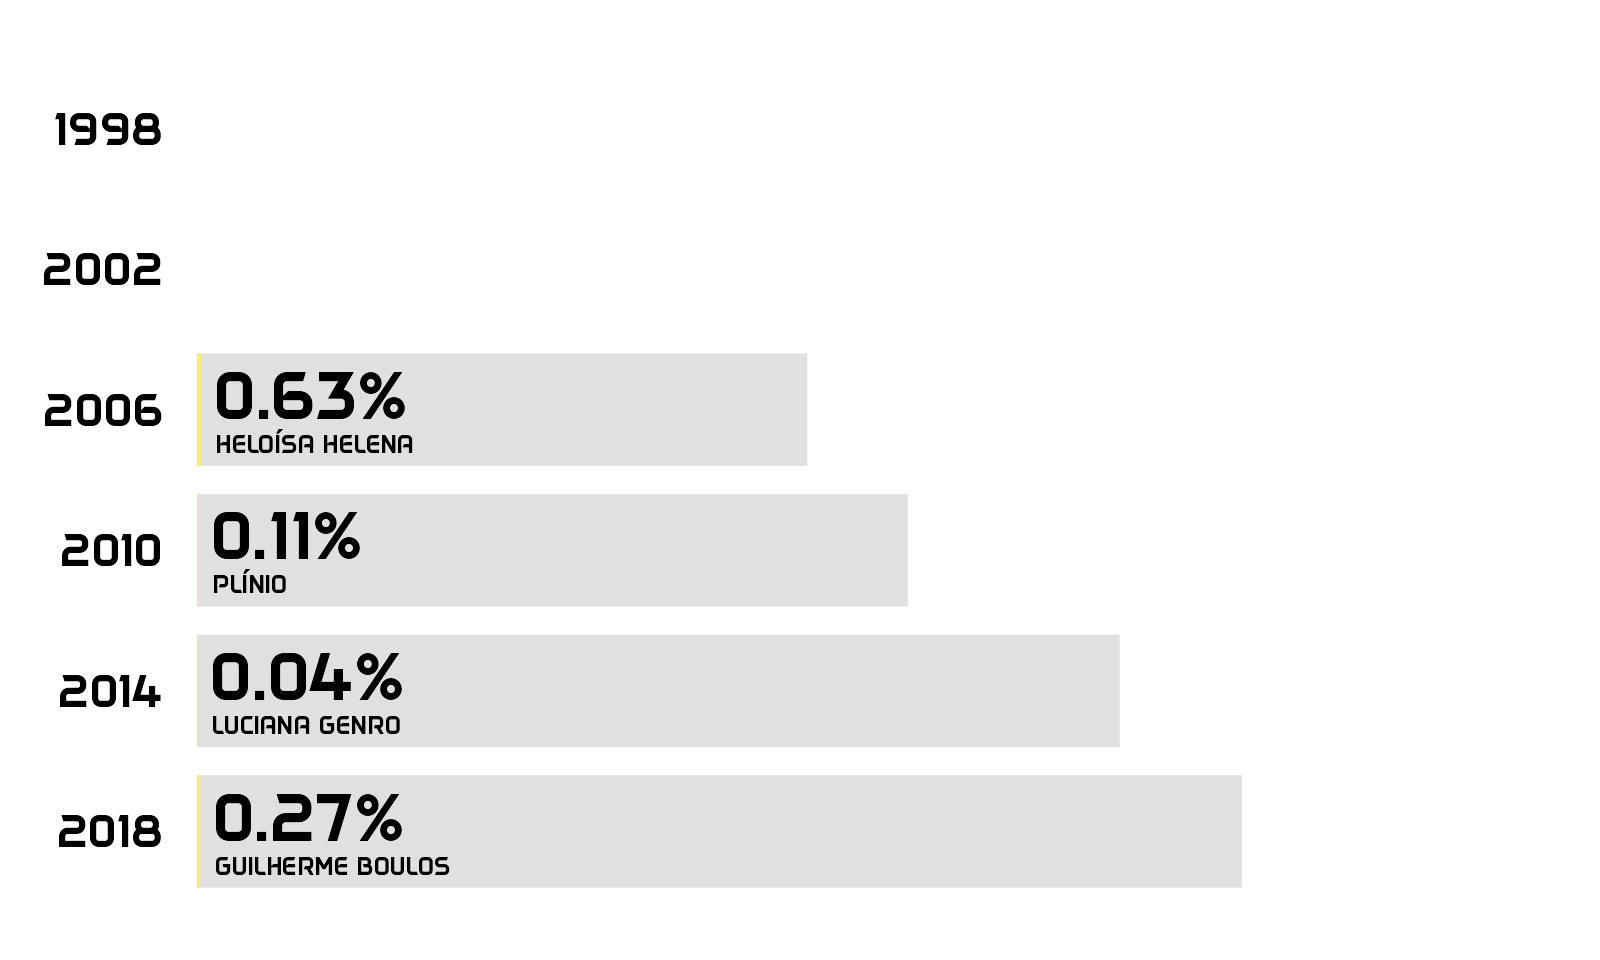 1998
2002
2006
0.63%
HELOÍSA HELENA
2010
0.11%
PLÍNIO
2014
0.04%
LUCIANA GENRO
2018
0.27%
GUILHERME BOULOS